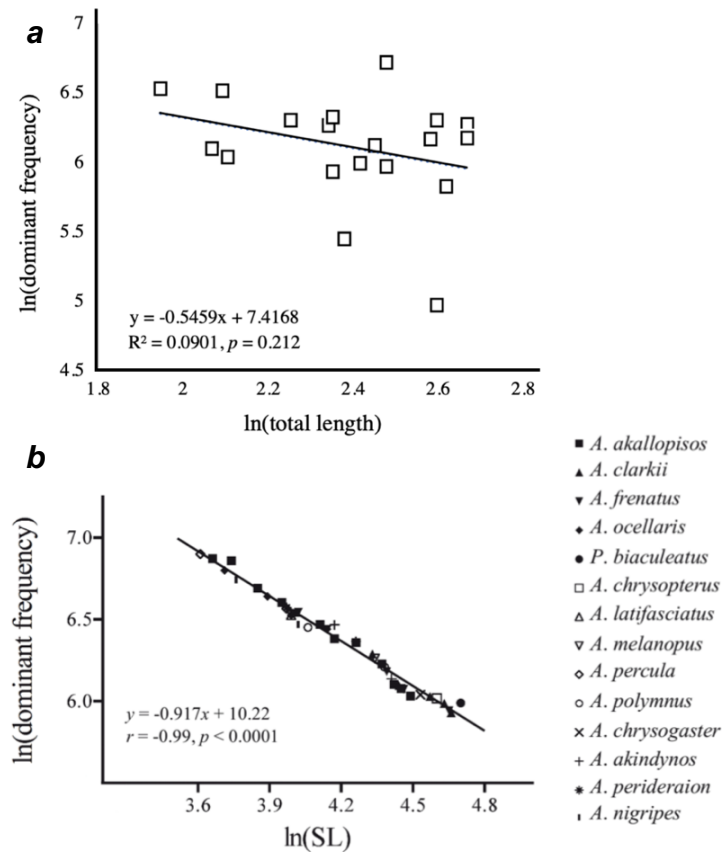 a
7
6.5
6
5.5
5
4.5
ln(dominant frequency)
y = -0.5459x + 7.4168
R² = 0.0901, p = 0.212
1.8 2 2.2 2.4 2.6 2.8
ln(total length)
b
7.0
6.5
6.0
ln(dominant frequency)
y = -0.917x + 10.22
r = -0.99, p < 0.0001
3.6 3.9 4.2 4.5 4.8
ln(SL)
A. akallopisos
A. clarkii
A. frenatus
A. ocellaris
P. biaculeatus
A. chrysopterus
A. latifasciatus
A. melanopus
A. percula
A. polymnus
A. chrysogaster
A. akindynos
A. perideraion
A. nigripes